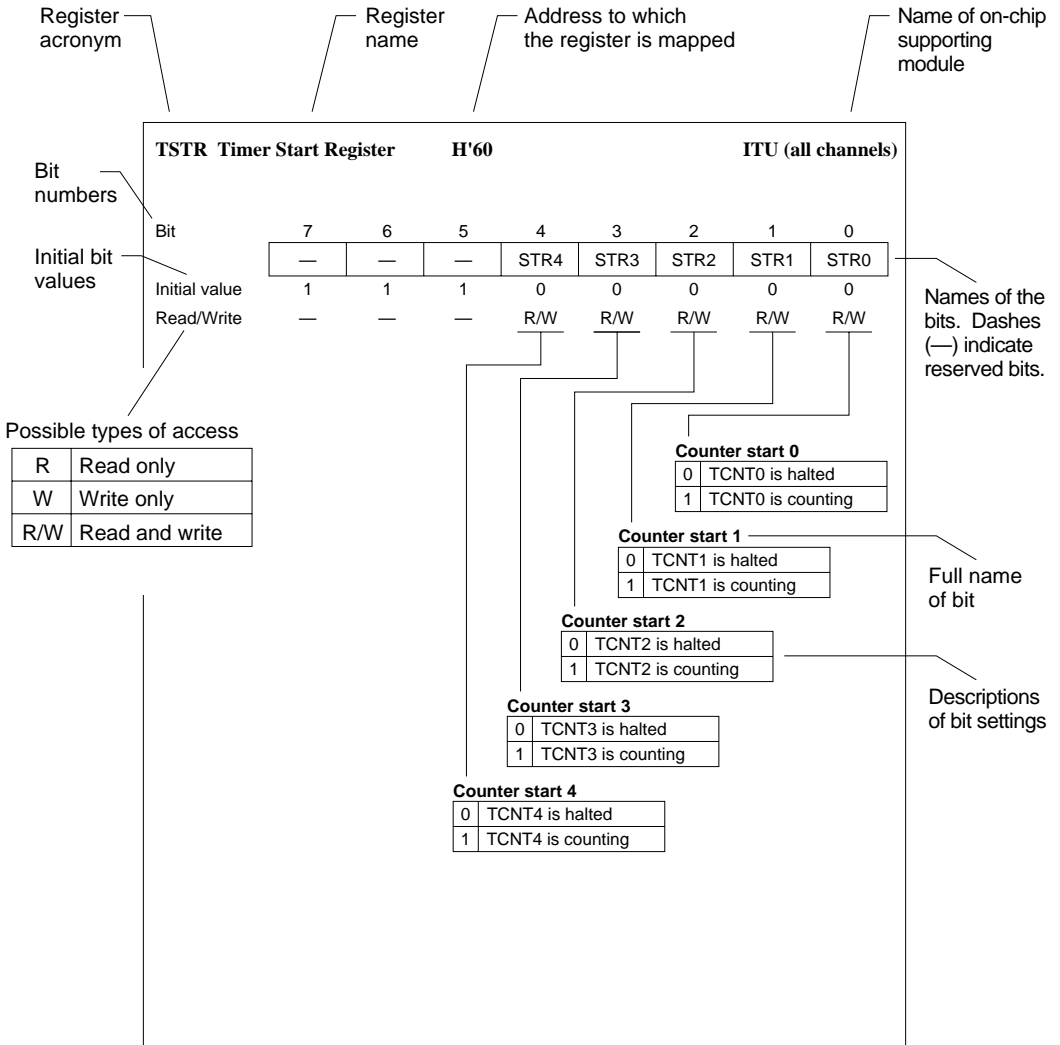 Register
acronym
Register
name
Address to which
the register is mapped
Name of on-chip
supporting
module
TSTR Timer Start Register H'60 ITU (all channels)
Bit
numbers
Bit 7 6 5 4 3 2 1 0
— — — STR4 STR3 STR2 STR1 STR0
Initial bit
values
Initial value 1 1 1 0 0 0 0 0
Read/Write — — — R/W R/W R/W R/W R/W
Names of the
bits. Dashes
(—) indicate
reserved bits.
Possible types of access
R Read only
W Write only
R/W Read and write
Counter start 0
0 TCNT0 is halted
1 TCNT0 is counting
Counter start 1
0 TCNT1 is halted
1 TCNT1 is counting
Full name
of bit
Counter start 2
0 TCNT2 is halted
1 TCNT2 is counting
Descriptions
of bit settings
Counter start 3
0 TCNT3 is halted
1 TCNT3 is counting
Counter start 4
0 TCNT4 is halted
1 TCNT4 is counting